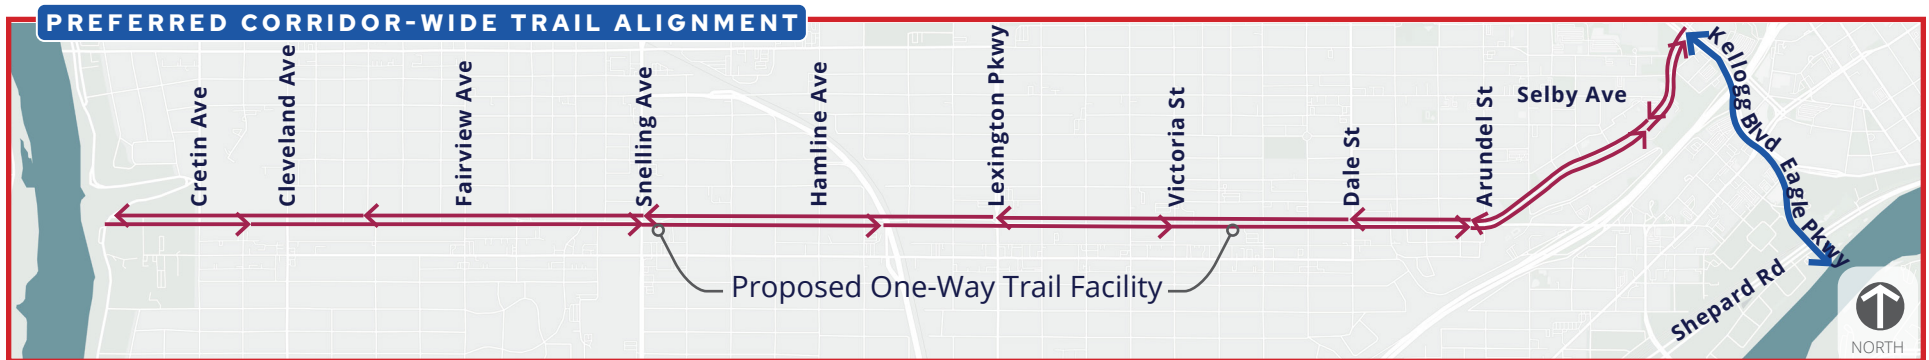 PREFERRED CORRIDOR-WIDE TRAIL ALIGNMENT
Cretin Ave
Cleveland Ave
Fairview Ave
Snelling Ave
Hamline Ave
Lexington Pkwy
Victoria St
Dale St
Arundel St
Selby Ave
Kellogg Blvd
Eagle Pkwy
Shepard Rd
Proposed One-Way Trail Facility
NORTH